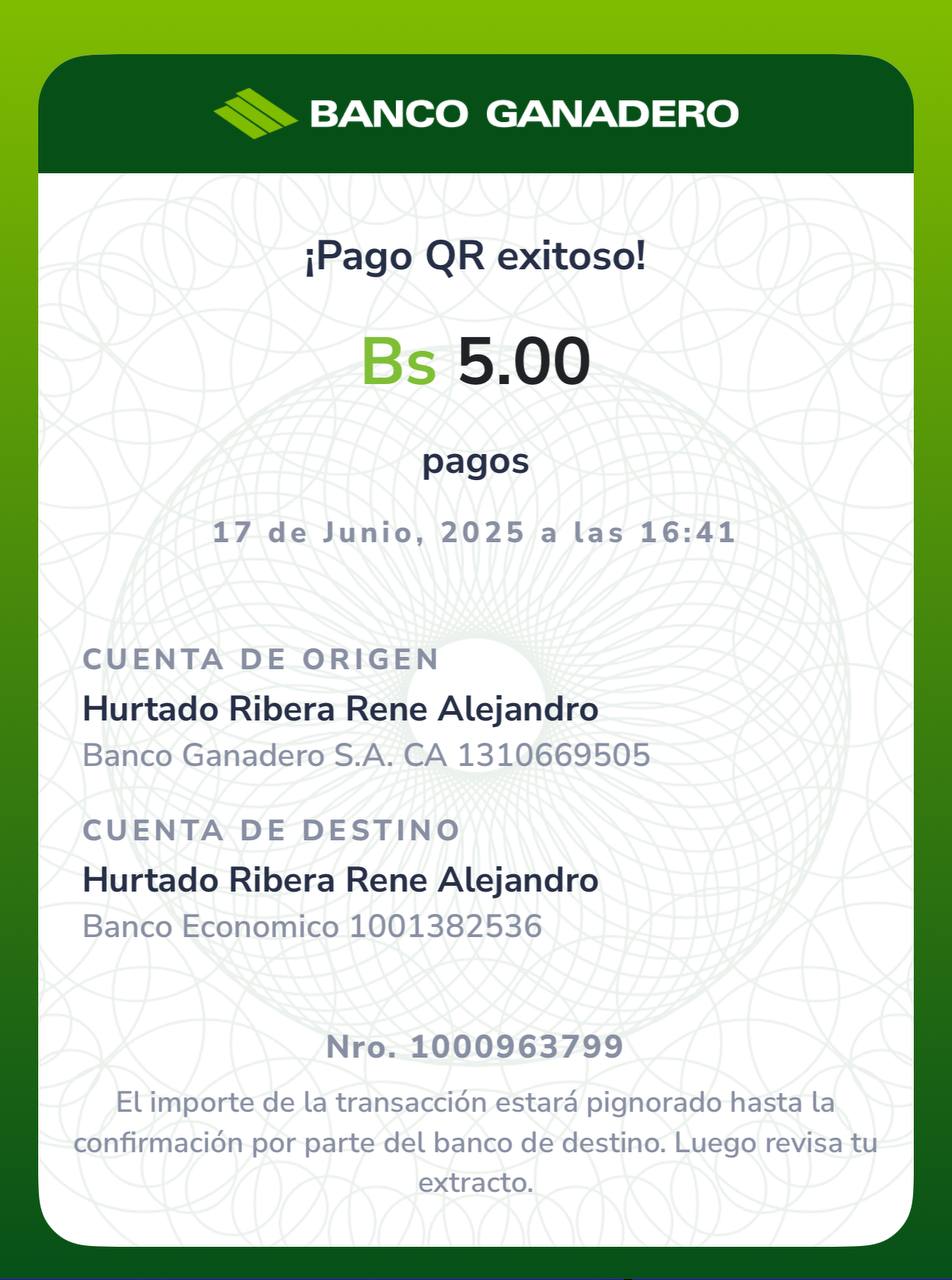 BANCO GANADERO
¡Pago QR exitoso!
Bs 5.00
pagos
17 de Junio, 2025 a las 16:41
CUENTA DE ORIGEN
Hurtado Ribera Rene Alejandro
Banco Ganadero S.A. CA 1310669505
CUENTA DE DESTINO
Hurtado Ribera Rene Alejandro
Banco Economico 1001382536
Nro. 1000963799
El importe de la transacción estará pignorado hasta la
confirmación por parte del banco de destino. Luego revisa tu
extracto.